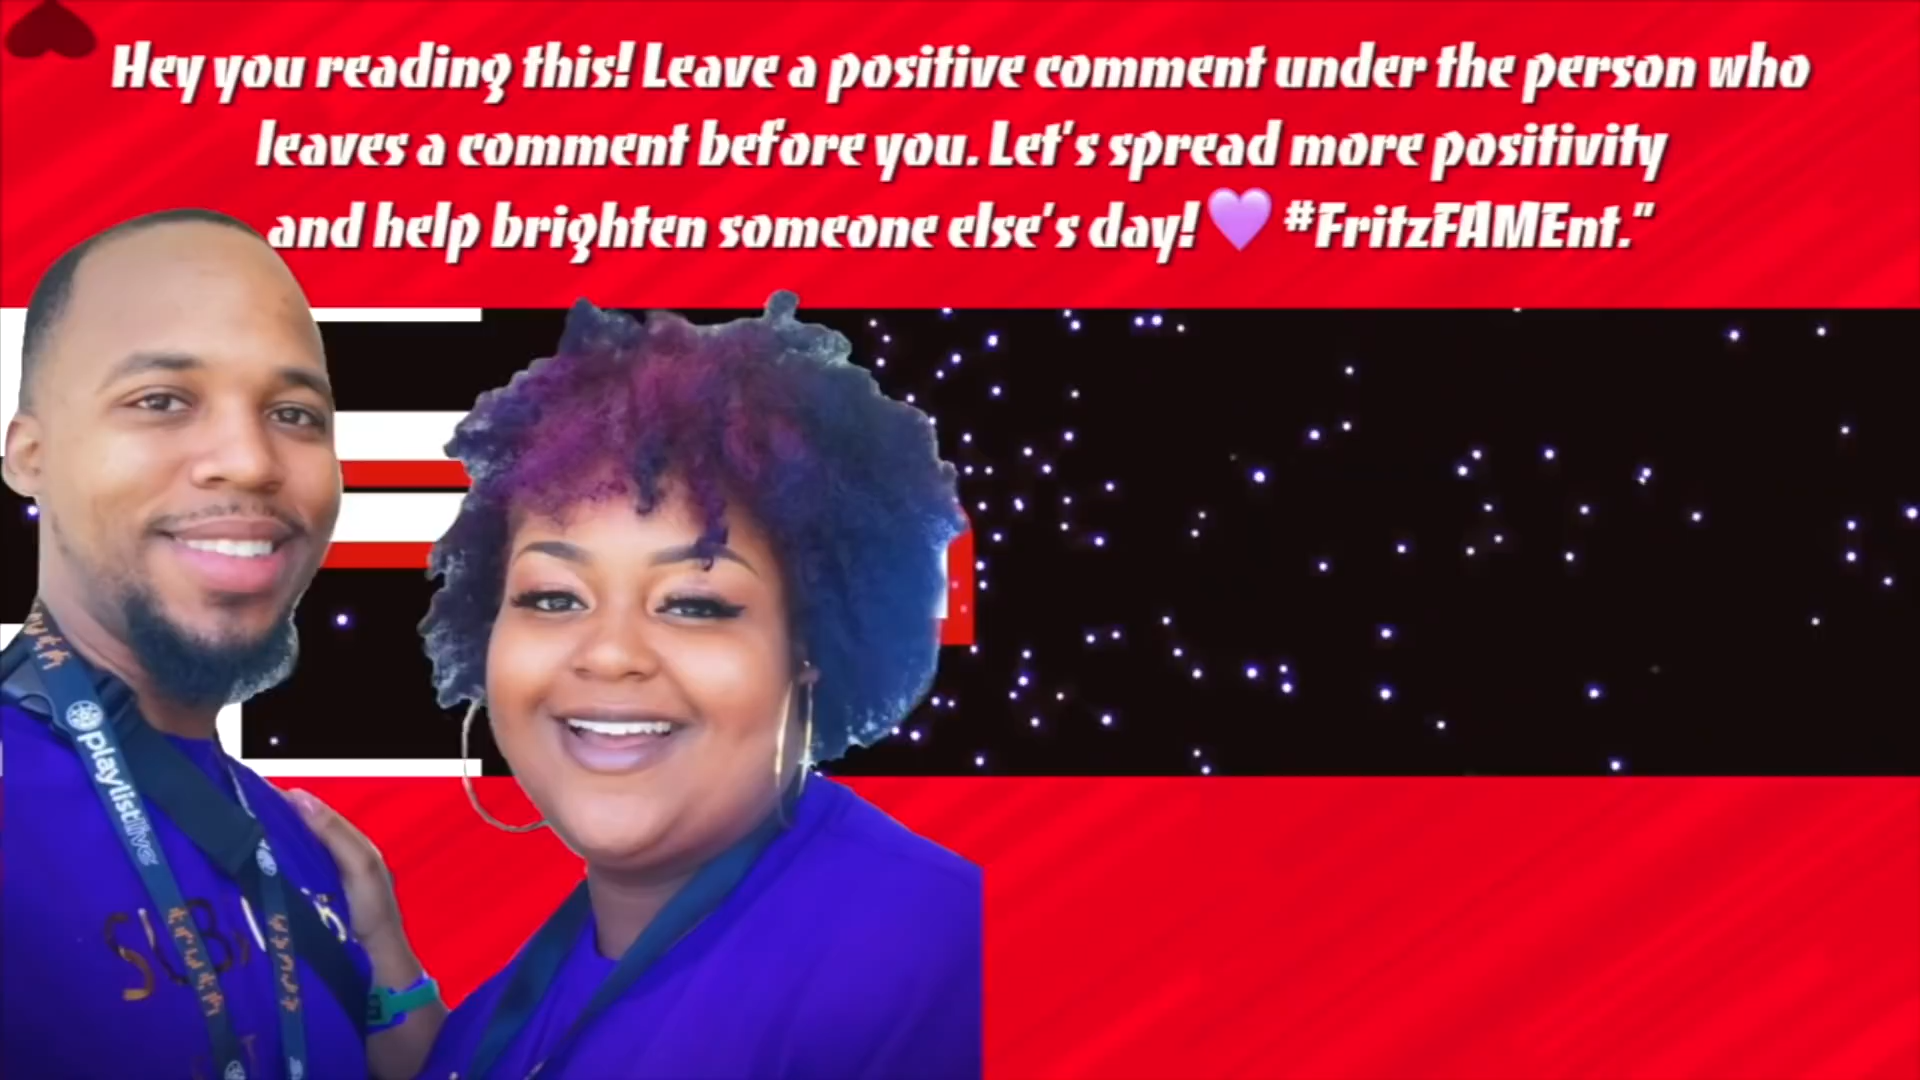 Hey you reading this! Leave a positive comment under the person who
leaves a comment before you. Let's spread more positivity
and help brighten someone else's day! 💜 #FritzFAMEnt."
playlistlive